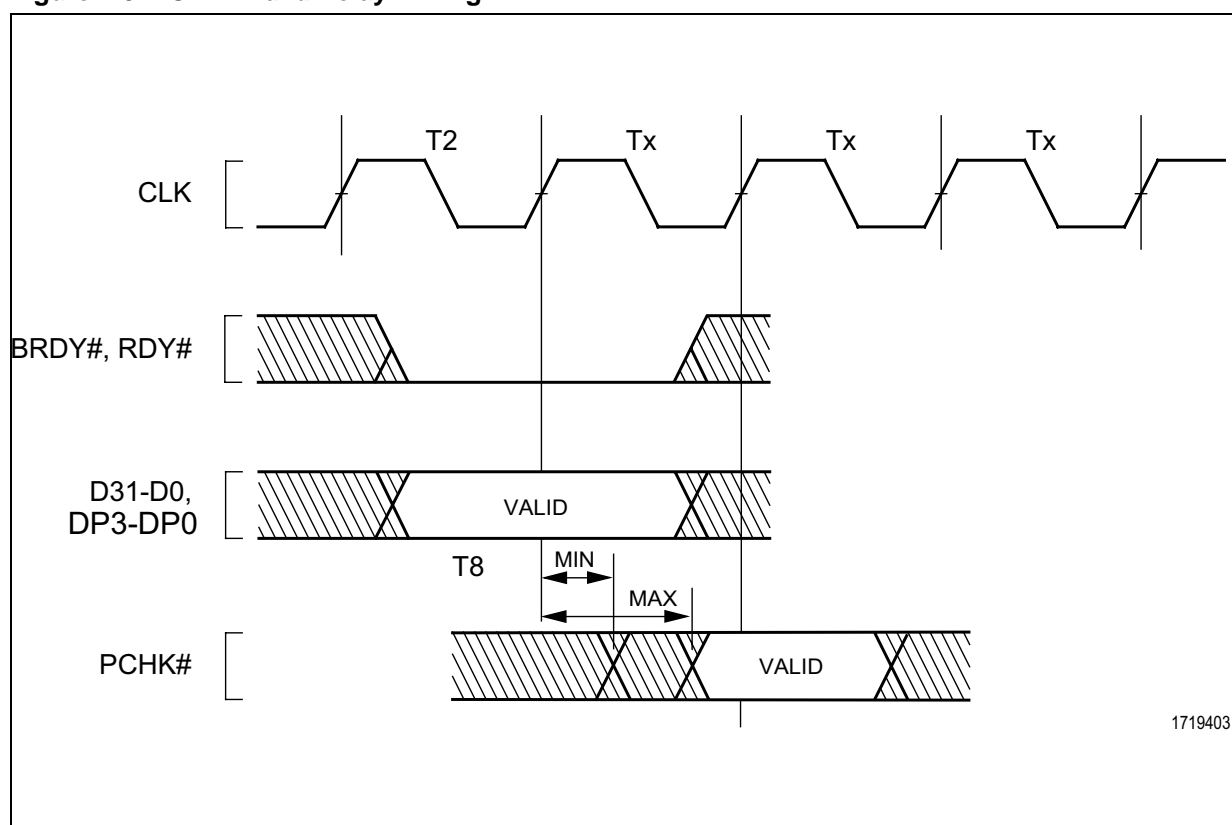 T2 Tx Tx Tx
CLK
BRDY#, RDY#
D31-D0,
DP3-DP0
VALID
T8 MIN
MAX
PCHK#
VALID
1719403